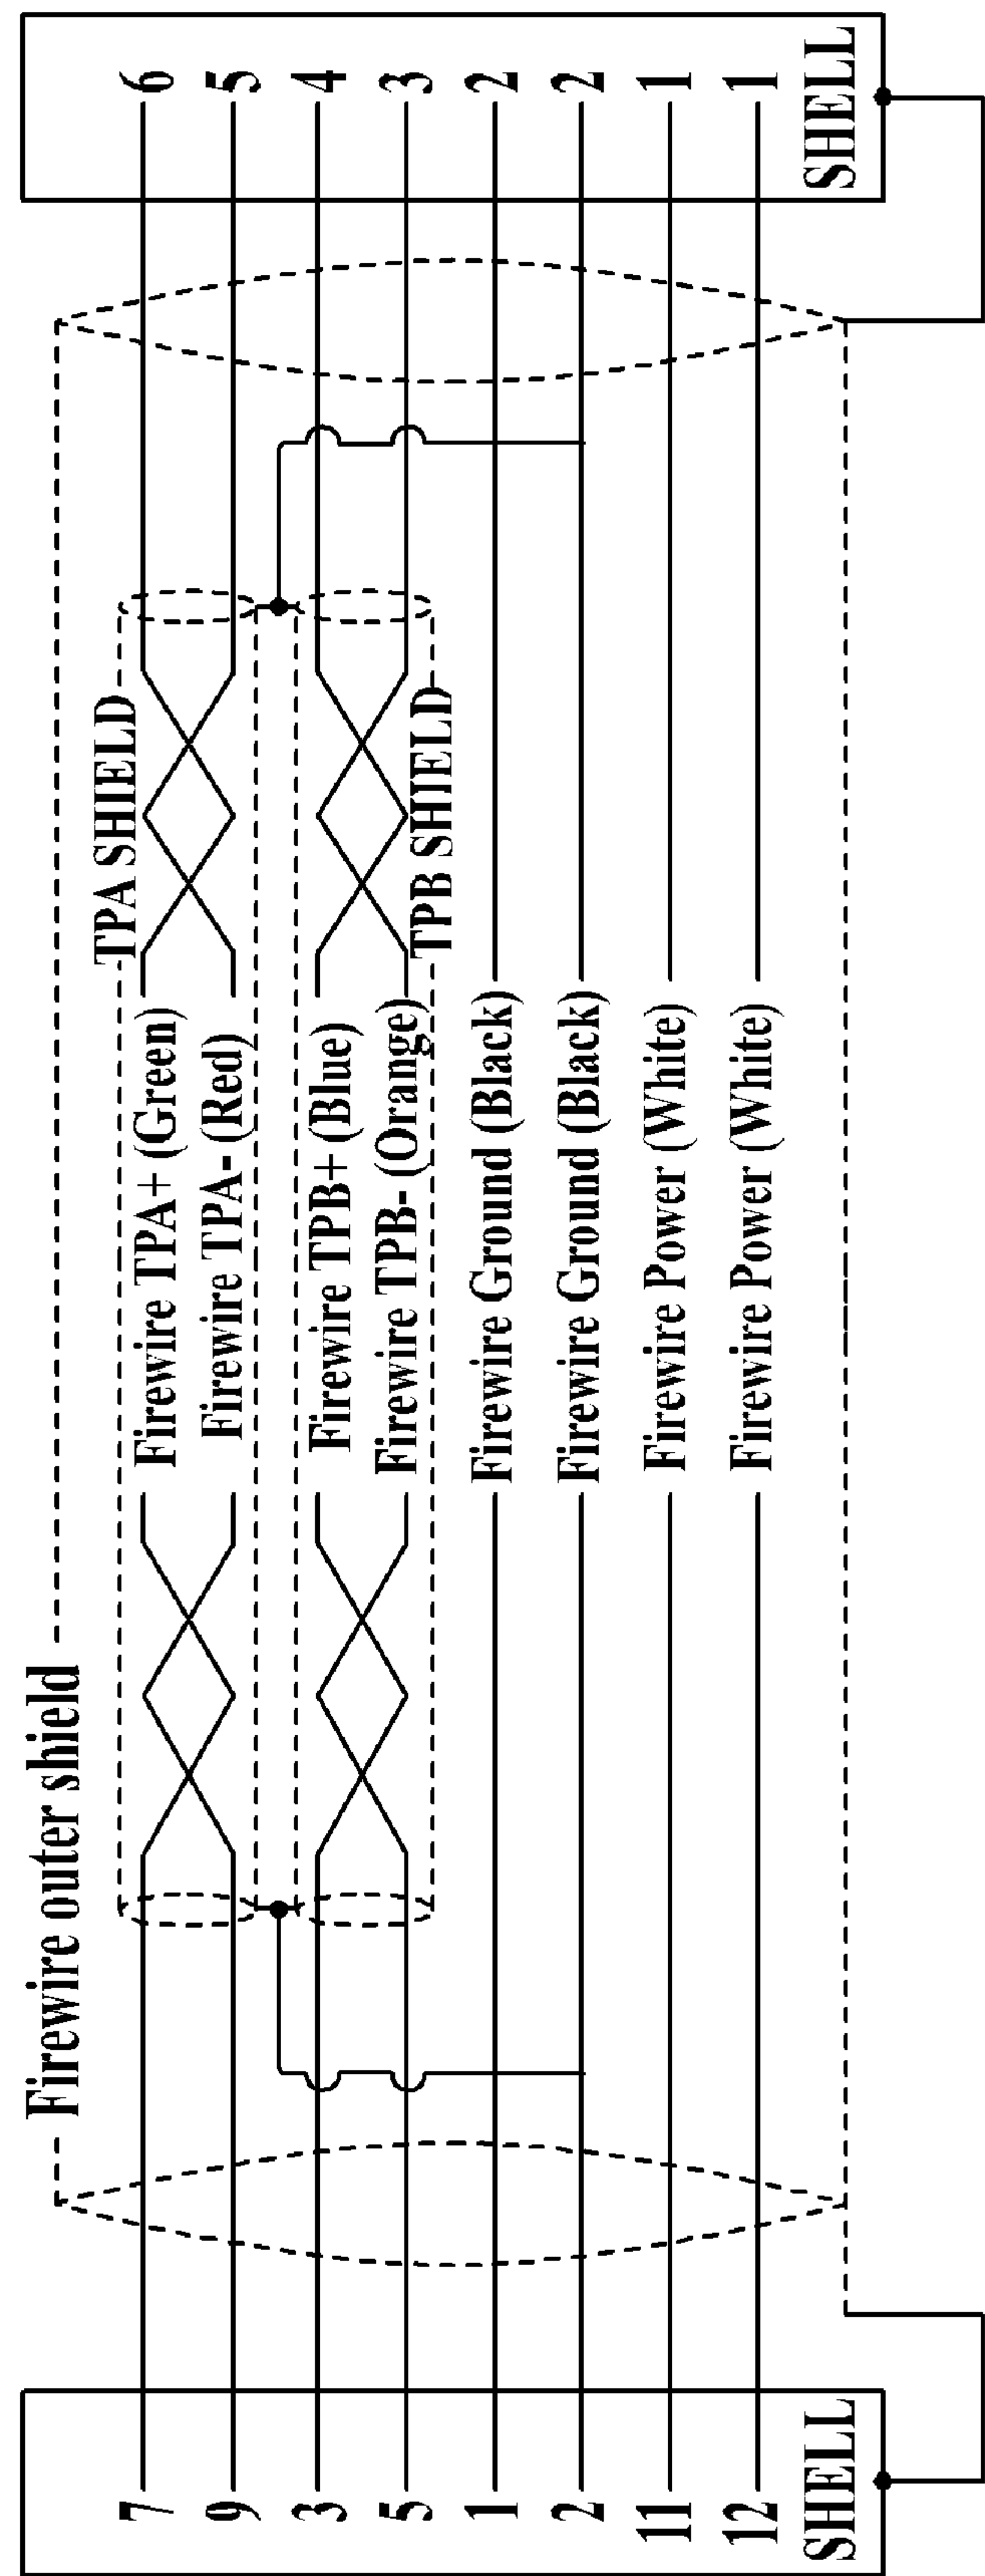 Firewire outer shield
TPA SHIELD
7 Firewire TPA+ (Green) 6
9 Firewire TPA- (Red) 5
3 Firewire TPB+ (Blue) 4
5 Firewire TPB- (Orange) 3
TPB SHIELD
1 Firewire Ground (Black) 2
2 Firewire Ground (Black) 2
11 Firewire Power (White) 1
12 Firewire Power (White) 1
SHELL SHELL